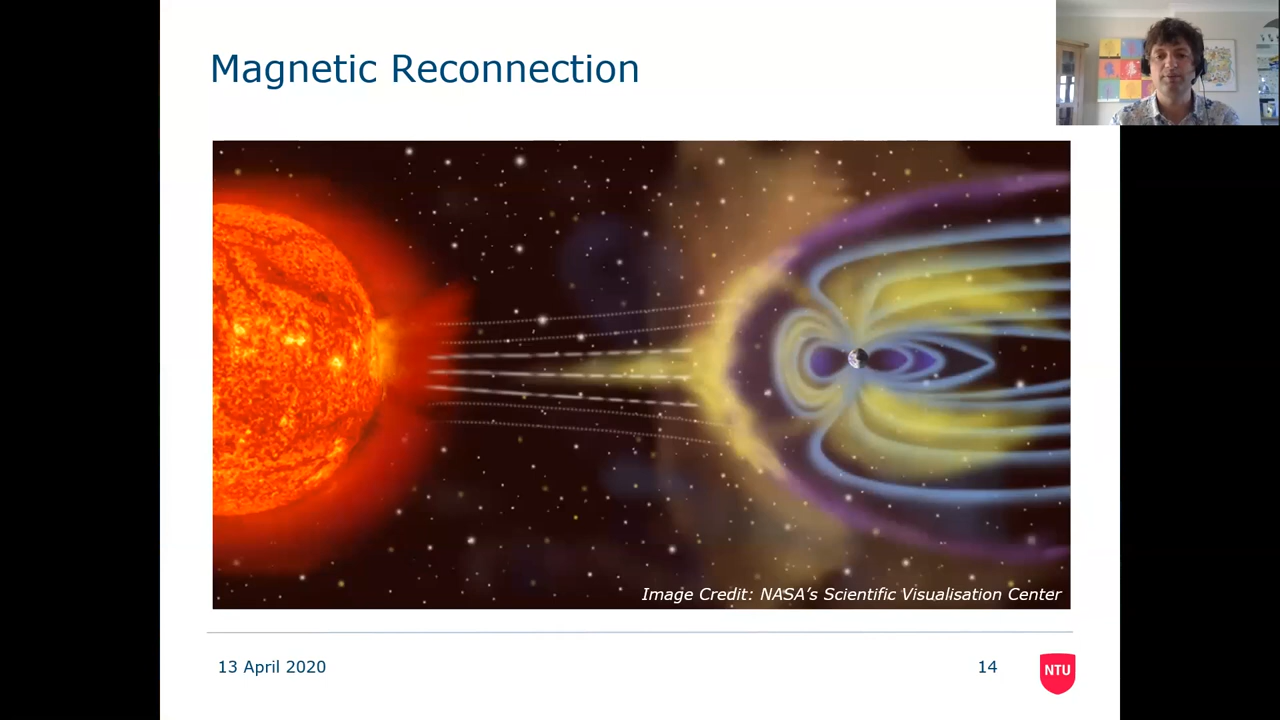 Magnetic Reconnection
Image Credit: NASA's Scientific Visualisation Center
13 April 2020
14
NTU